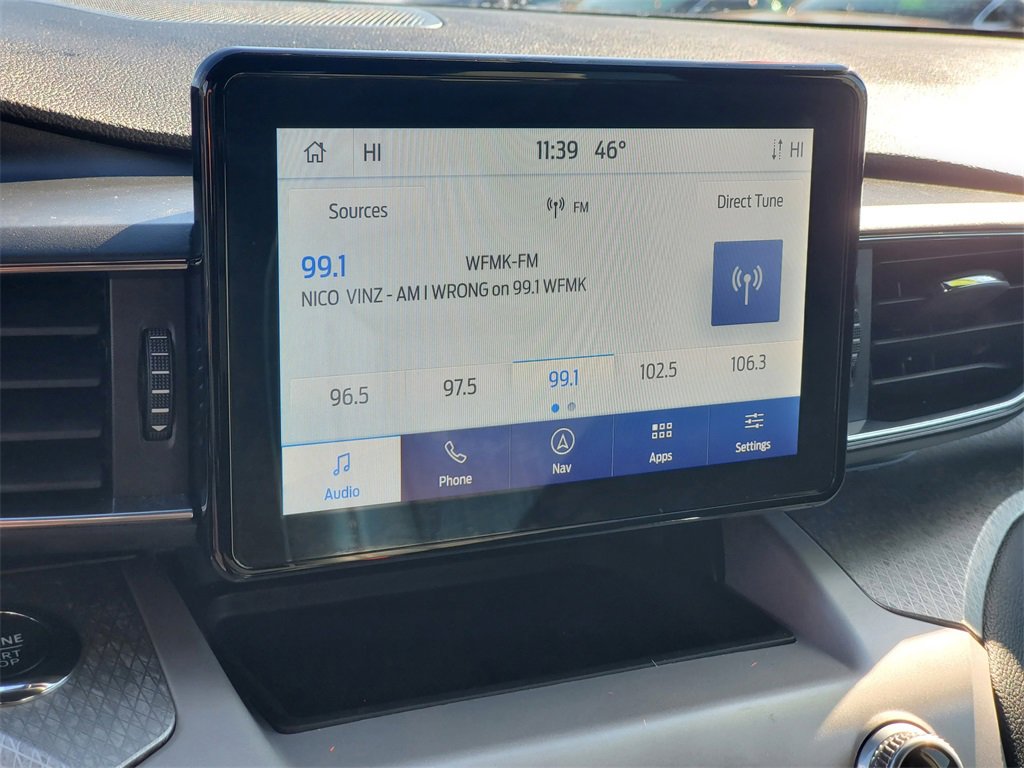 HI 11:39 46° HI
Sources FM Direct Tune
99.1 WFMK-FM
NICO VINZ - AM I WRONG on 99.1 WFMK
96.5 97.5 99.1 102.5 106.3
Audio Phone Nav Apps Settings